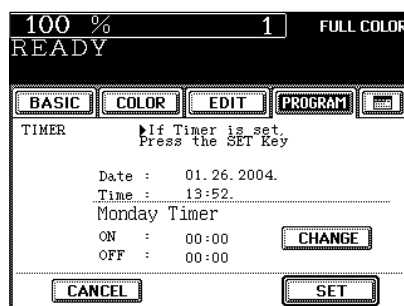 100 % 1 FULL COLOR
READY
BASIC COLOR EDIT PROGRAM
TIMER ▶If Timer is set,
Press the SET Key
Date : 01.26.2004.
Time : 13:52.
Monday Timer
ON : 00:00 CHANGE
OFF : 00:00
CANCEL SET